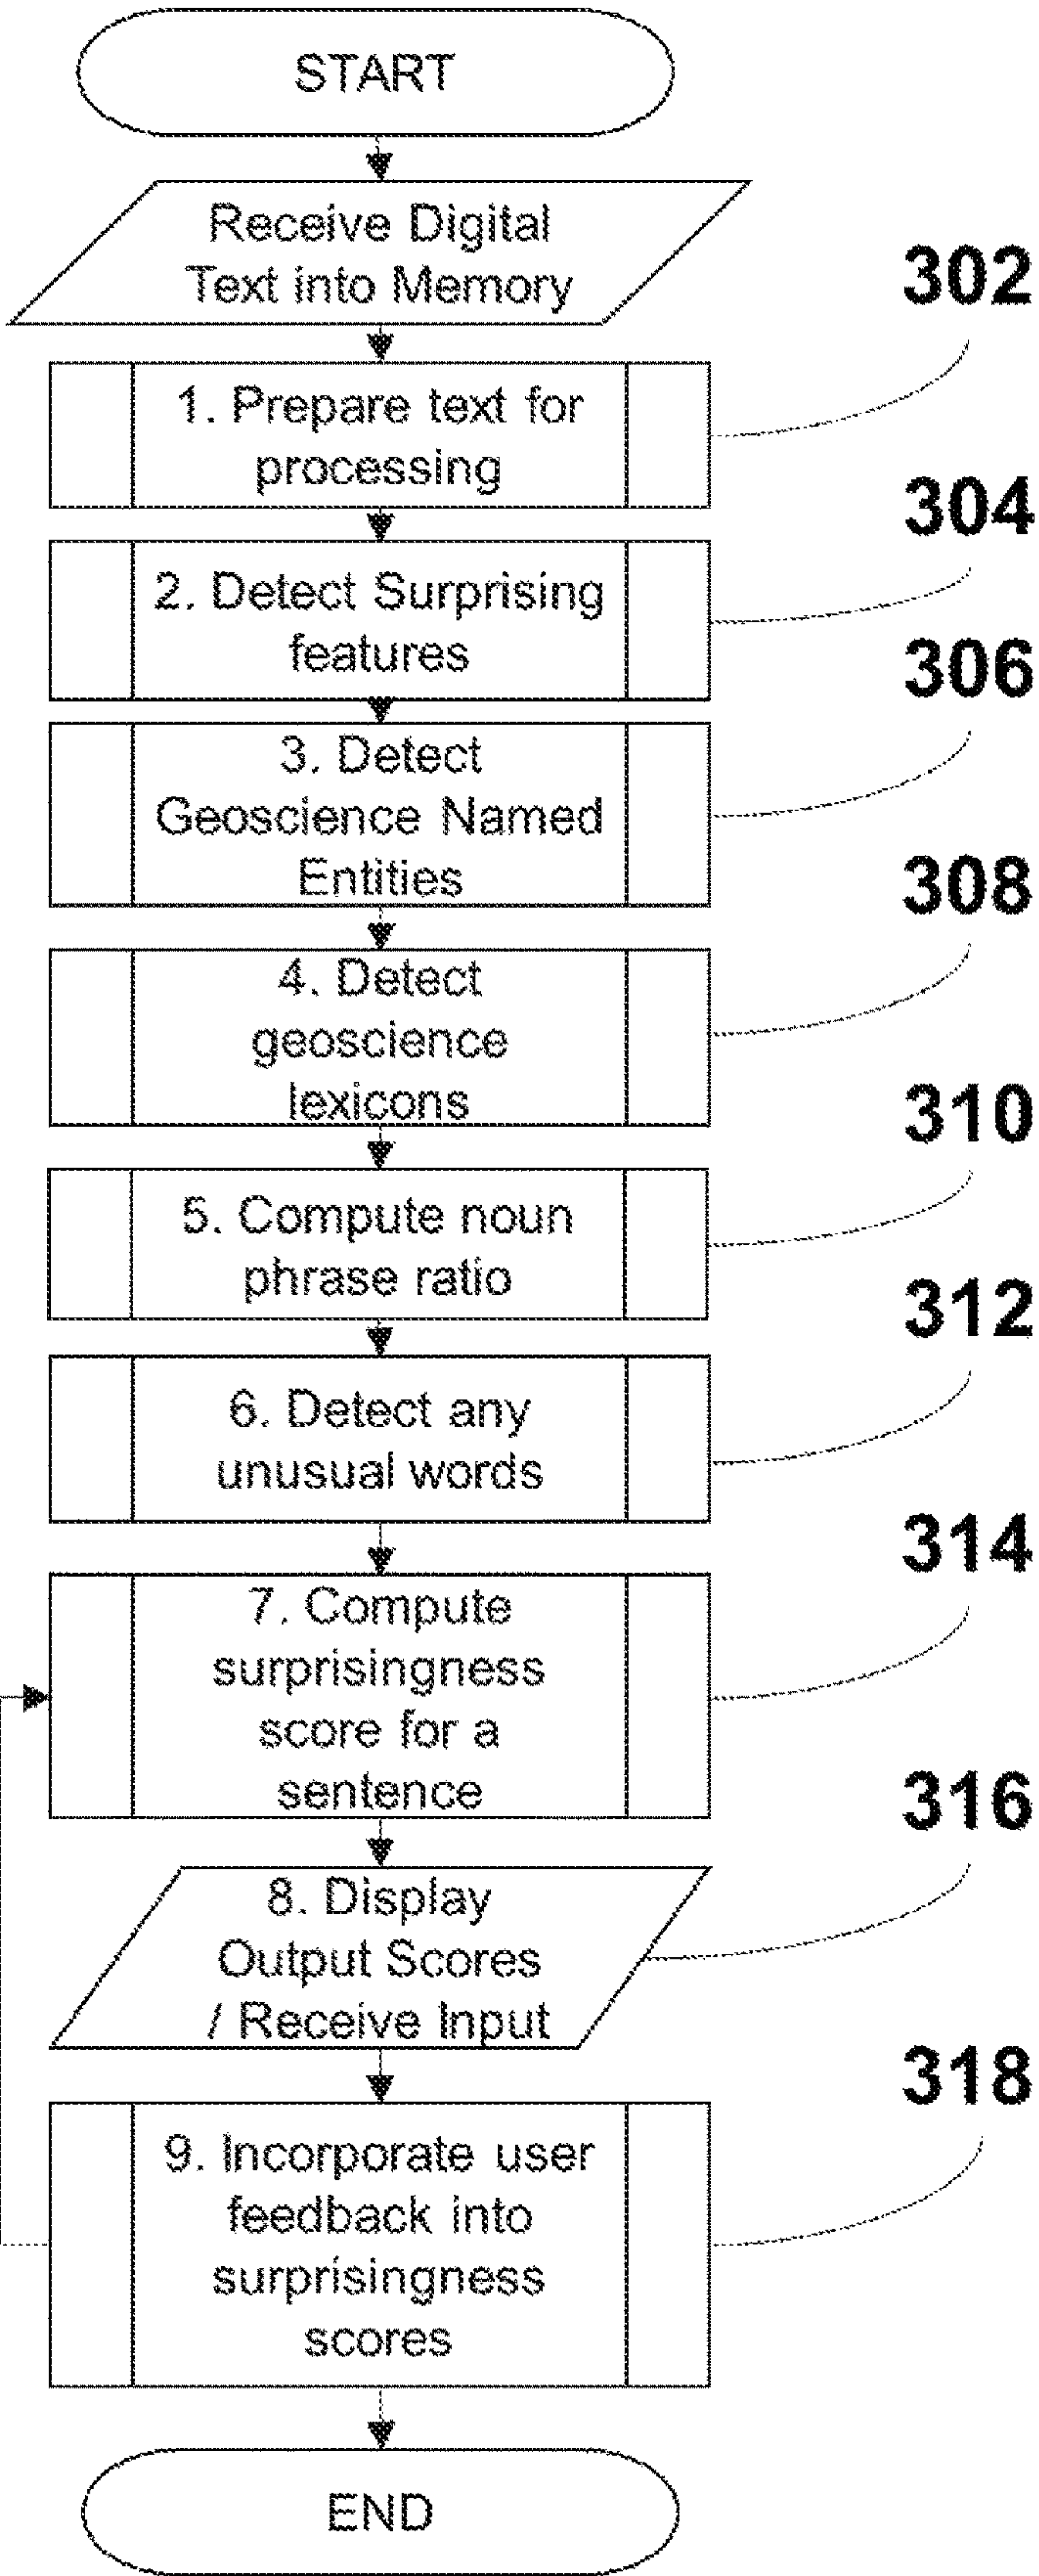 START
Receive Digital
Text into Memory
302
1. Prepare text for
processing
304
2. Detect Surprising
features
306
3. Detect
Geoscience Named
Entities
308
4. Detect
geoscience
lexicons
310
5. Compute noun
phrase ratio
312
6. Detect any
unusual words
314
7. Compute
surprisingness
score for a
sentence
316
8. Display
Output Scores
/ Receive Input
318
9. Incorporate user
feedback into
surprisingness
scores
END